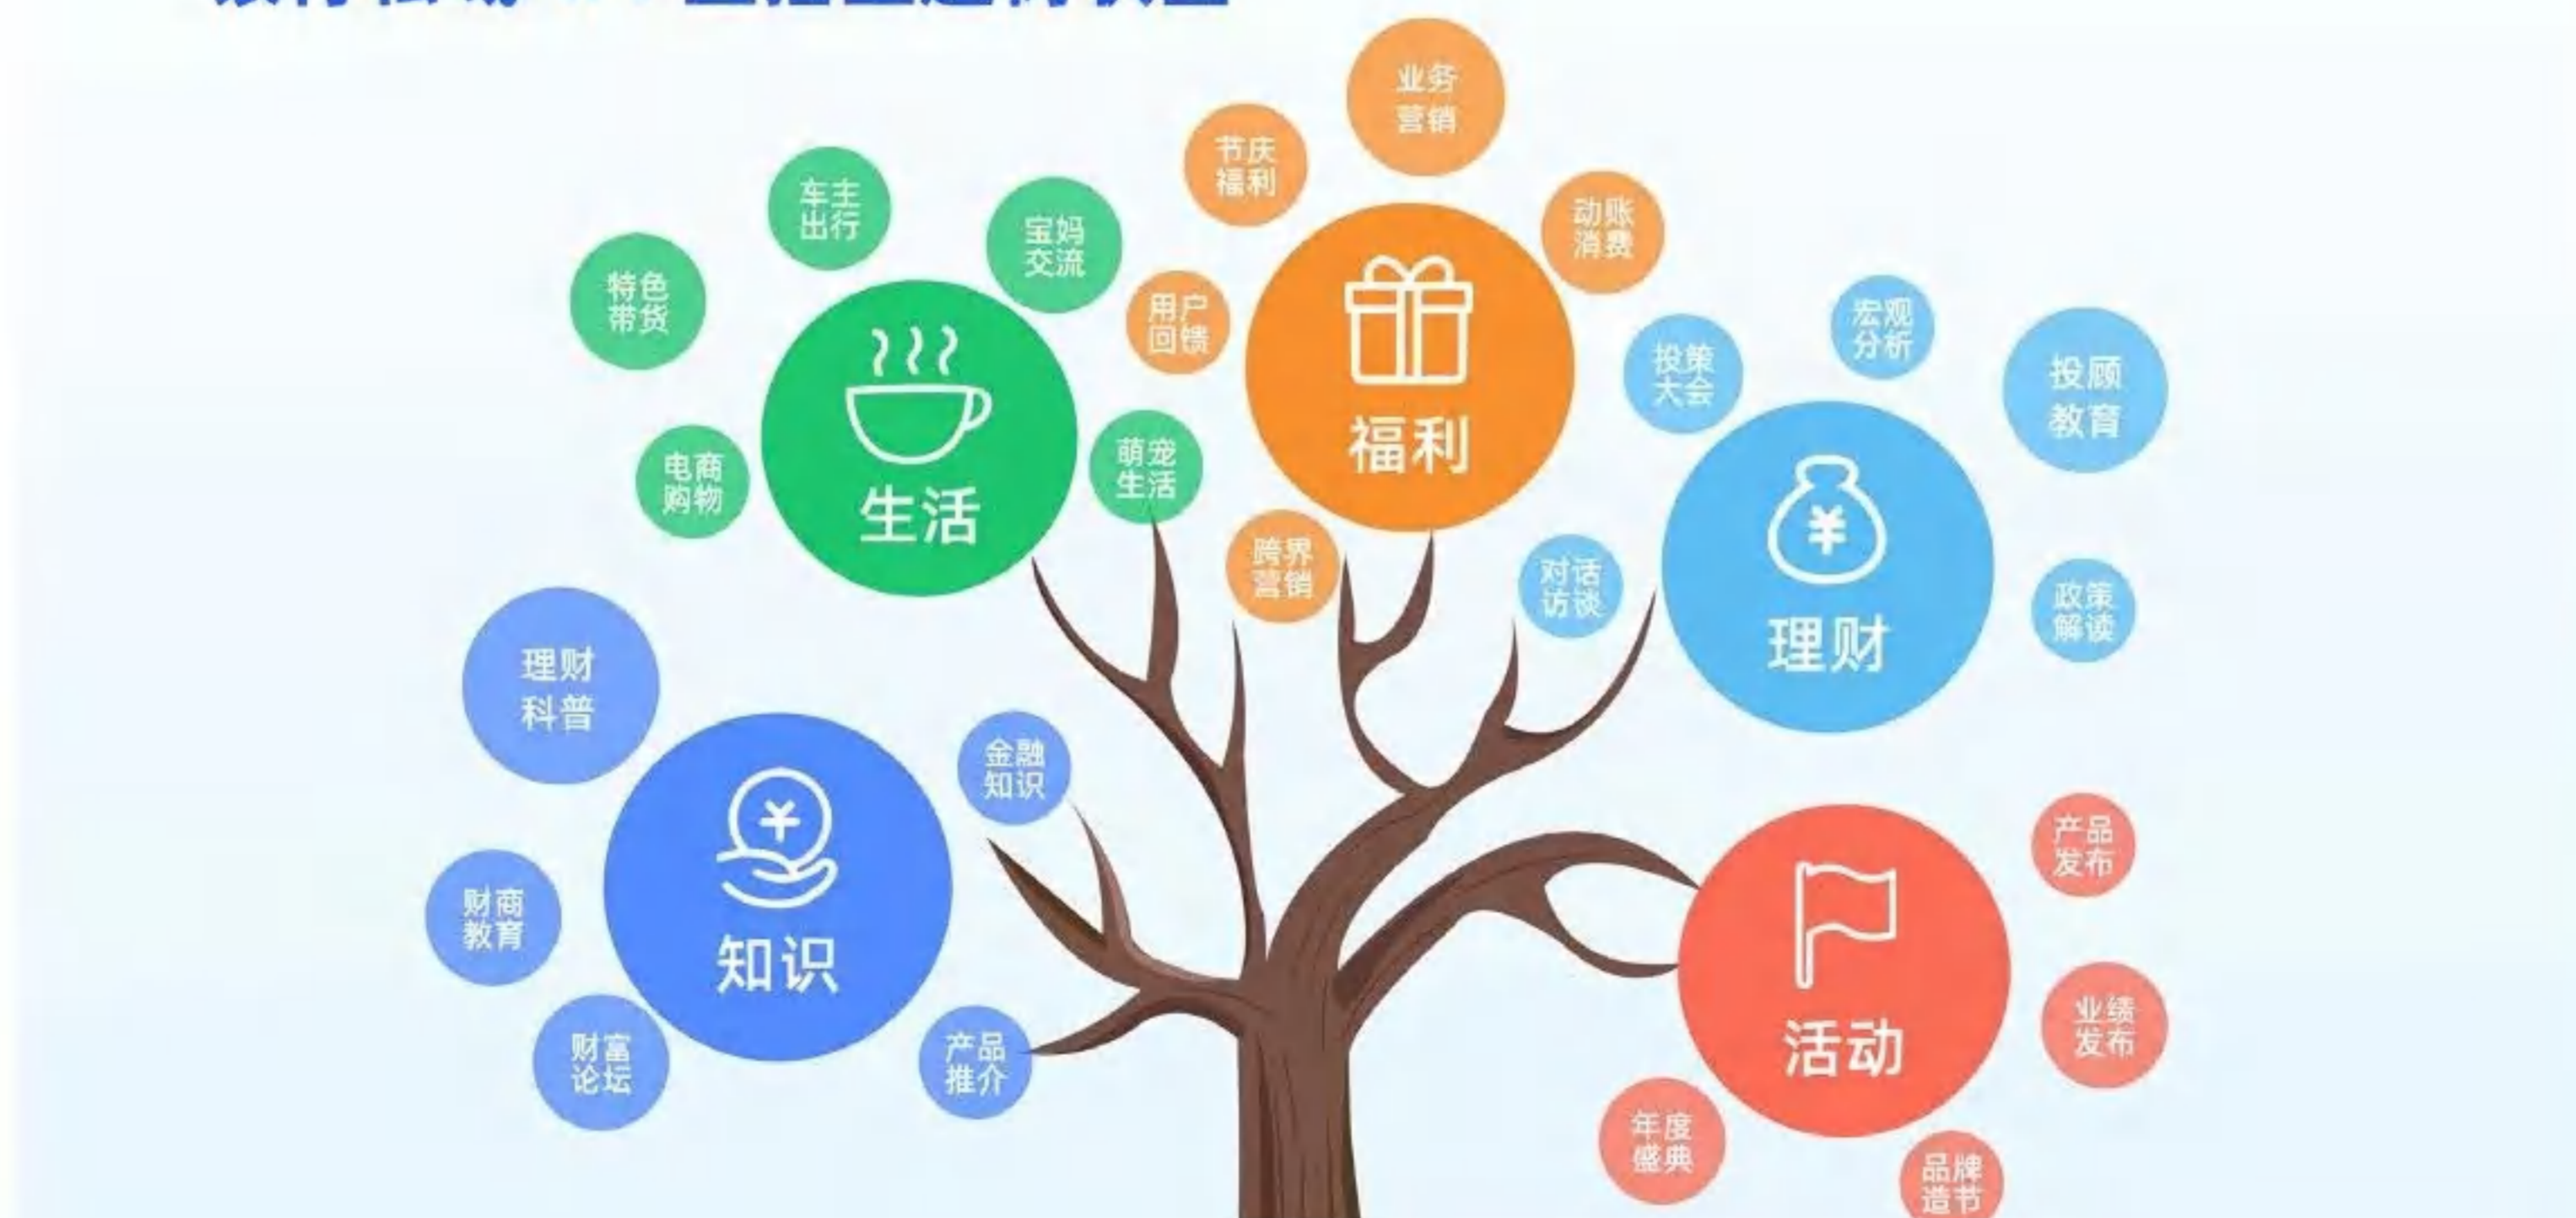 业务
营销
节庆
福利
动账
消费
用户
回馈
跨界
营销
福利
车主
出行
宝妈
交流
特色
带货
电商
购物
萌宠
生活
生活
投策
大会
宏观
分析
投顾
教育
对话
访谈
政策
解读
理财
理财
科普
金融
知识
财商
教育
财富
论坛
产品
推介
知识
产品
发布
业绩
发布
年度
盛典
品牌
造节
活动